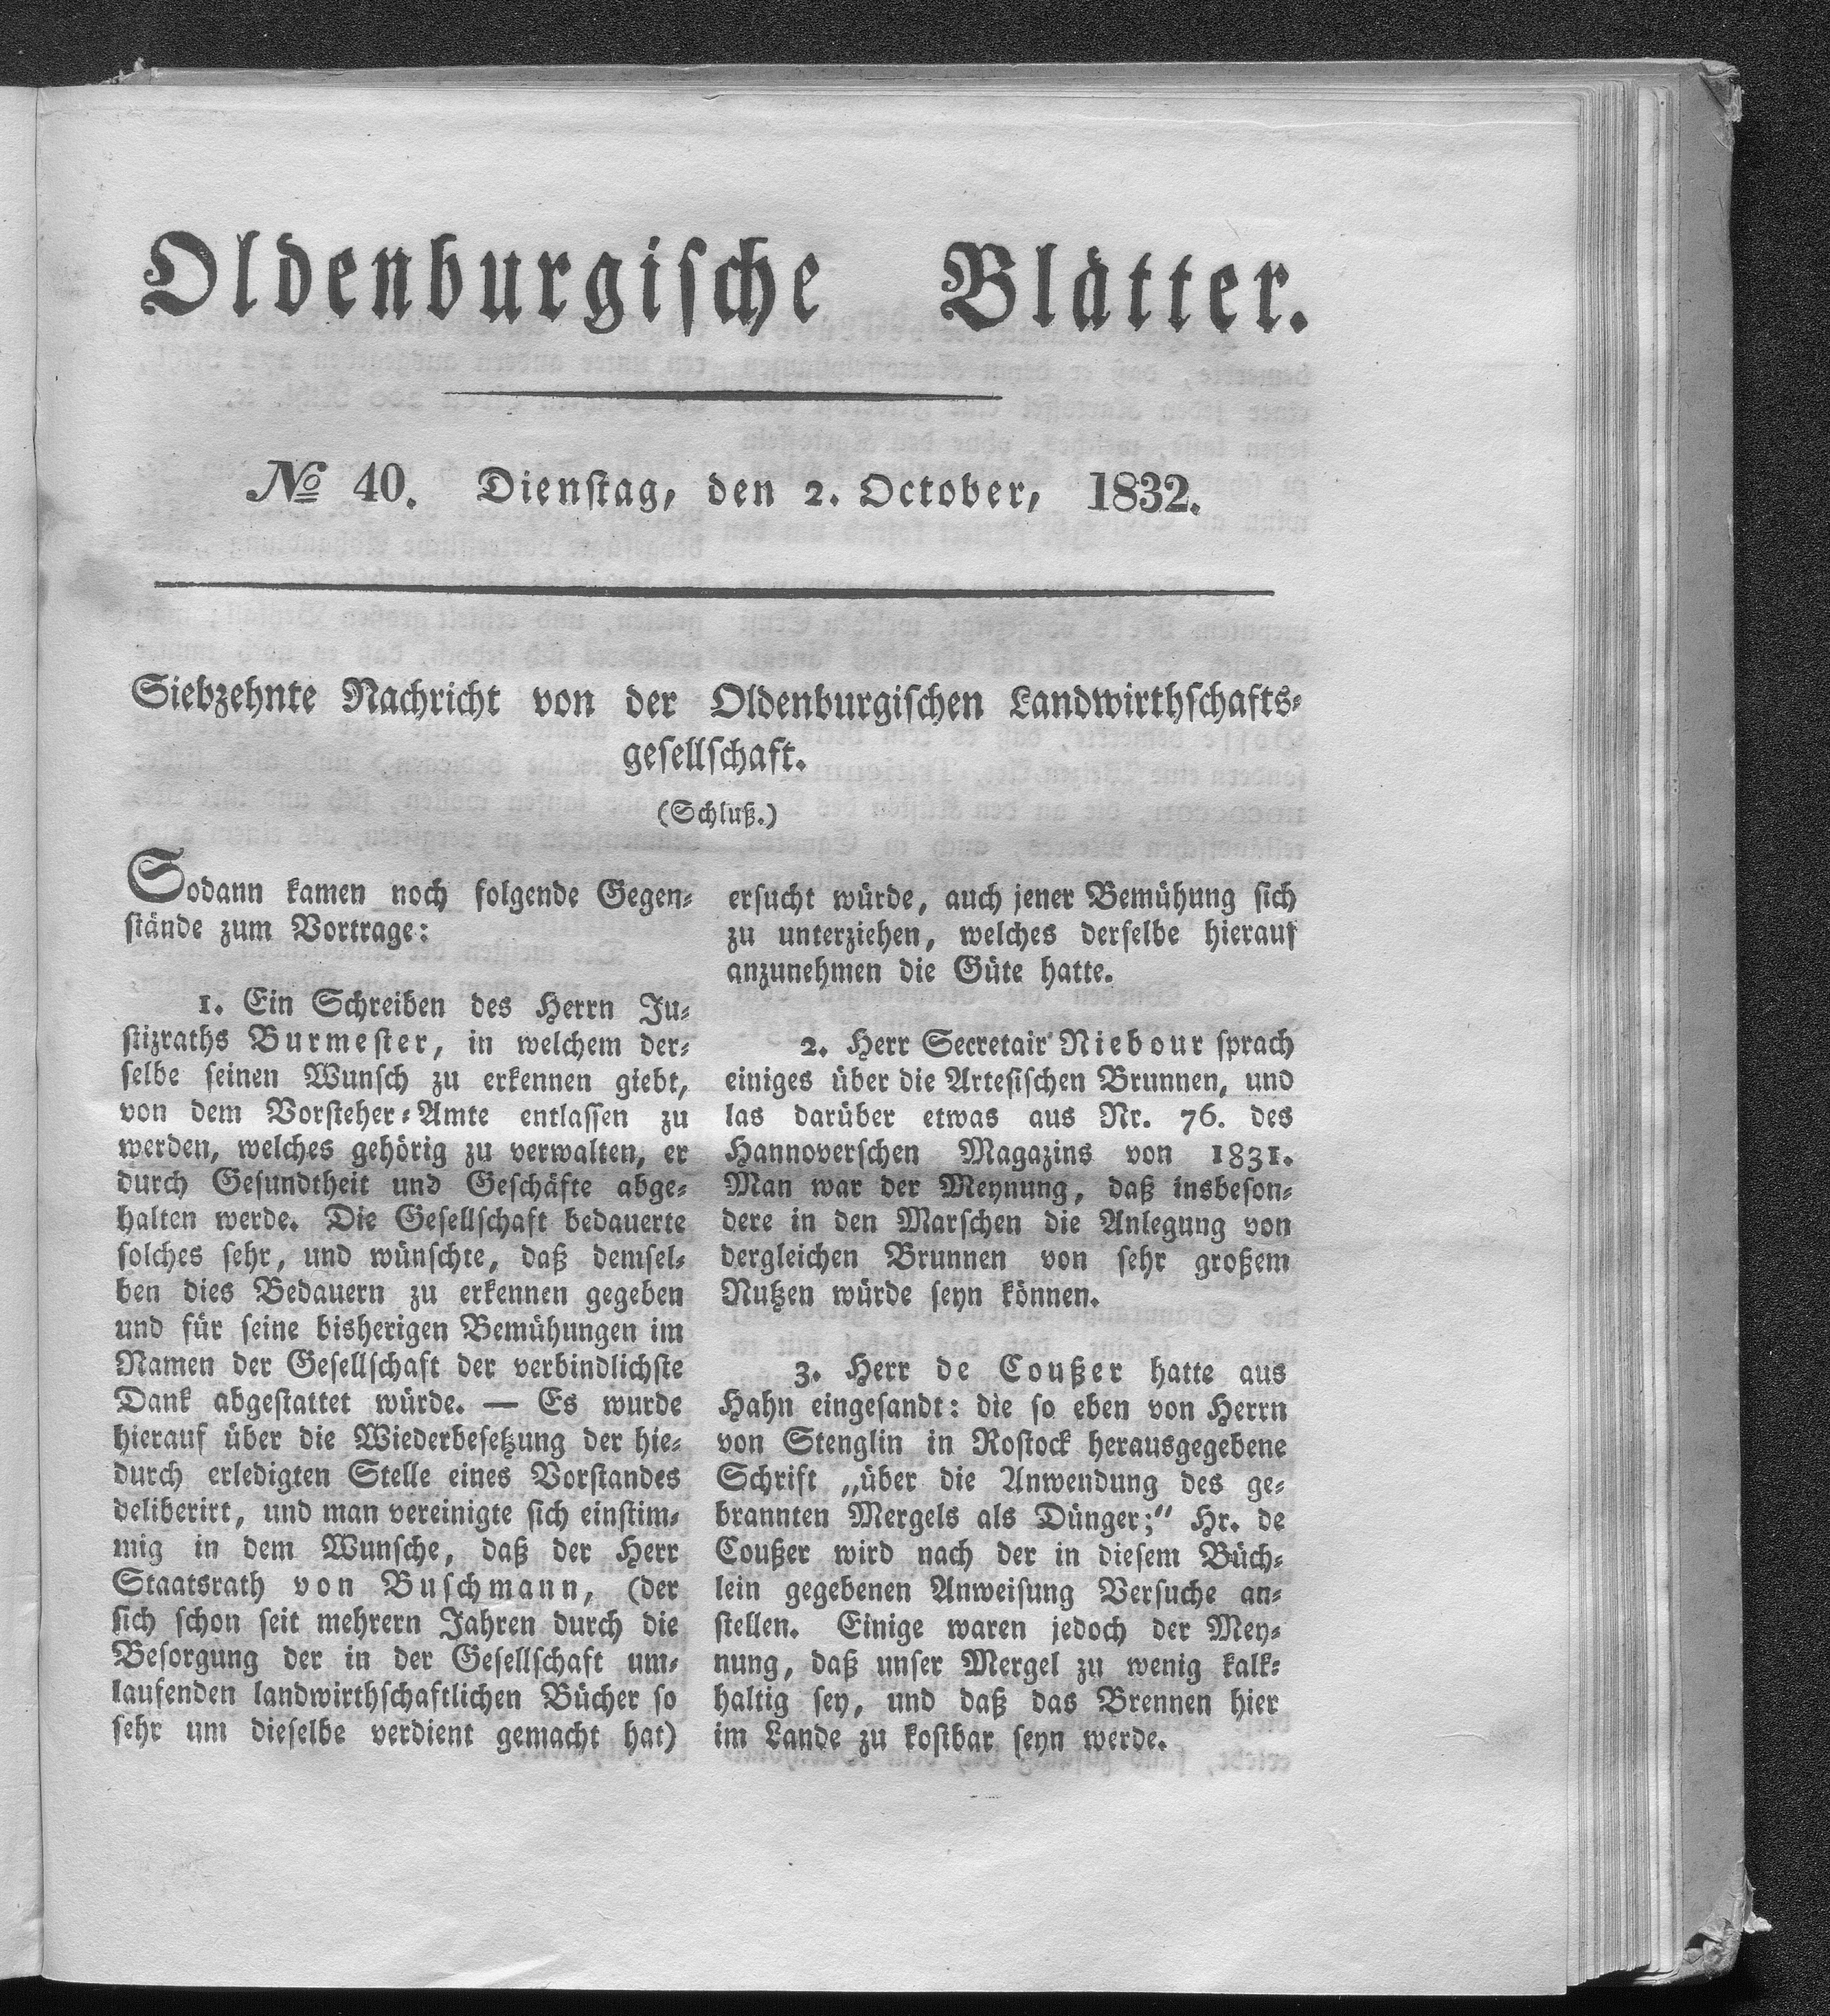 Oldenburgische Blätter.
No 40. Dienstag, den 2. October, 1832.
Siebzehnte Nachricht von der Oldenburgischen Landwirthschafts-
gesellschaft.
(Schluß.)
Sodann kamen noch folgende Gegen-
stände zum Vortrage:
1. Ein Schreiben des Herrn Ju-
stizraths Burmester, in welchem der-
selbe seinen Wunsch zu erkennen giebt,
von dem Vorsteher-Amte entlassen zu
werden, welches gehörig zu verwalten, er
durch Gesundtheit und Geschäfte abge-
halten werde. Die Gesellschaft bedauerte
solches sehr, und wünschte, daß demsel-
ben dies Bedauern zu erkennen gegeben
und für seine bisherigen Bemühungen im
Namen der Gesellschaft der verbindlichste
Dank abgestattet würde. — Es wurde
hierauf über die Wiederbesetzung der hie-
durch erledigten Stelle eines Vorstandes
deliberirt, und man vereinigte sich einstim-
mig in dem Wunsche, daß der Herr
Staatsrath von Buschmann, (der
sich schon seit mehrern Jahren durch die
Besorgung der in der Gesellschaft um-
laufenden landwirthschaftlichen Bücher so
sehr um dieselbe verdient gemacht hat)
ersucht würde, auch jener Bemühung sich
zu unterziehen, welches derselbe hierauf
anzunehmen die Güte hatte.
2. Herr Secretair Niebour sprach
einiges über die Artesischen Brunnen, und
las darüber etwas aus Nr. 76. des
Hannoverschen Magazins von 1831.
Man war der Meynung, daß insbeson-
dere in den Marschen die Anlegung von
dergleichen Brunnen von sehr großem
Nutzen würde seyn können.
3. Herr de Coußer hatte aus
Hahn eingesandt: die so eben von Herrn
von Stenglin in Rostock herausgegebene
Schrift „über die Anwendung des ge-
brannten Mergels als Dünger;“ Hr. de
Coußer wird nach der in diesem Büch-
lein gegebenen Anweisung Versuche an-
stellen. Einige waren jedoch der Mey-
nung, daß unser Mergel zu wenig kalk-
haltig sey, und daß das Brennen hier
im Lande zu kostbar seyn werde.